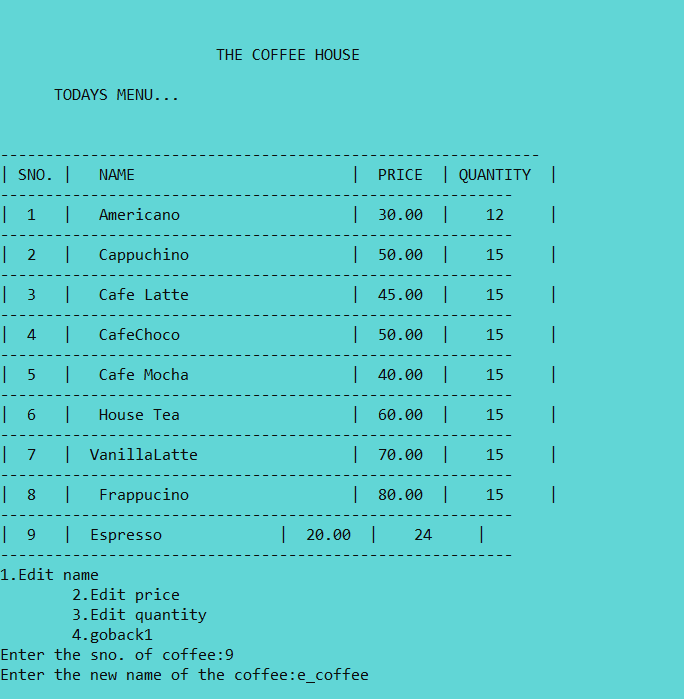 THE COFFEE HOUSE
TODAYS MENU...
-----------------------------------------------------------
| SNO. |   NAME                        |  PRICE  | QUANTITY  |
---------------------------------------------------------
|  1   |   Americano                   |  30.00  |    12     |
---------------------------------------------------------
|  2   |   Cappuchino                  |  50.00  |    15     |
---------------------------------------------------------
|  3   |   Cafe Latte                  |  45.00  |    15     |
---------------------------------------------------------
|  4   |   CafeChoco                   |  50.00  |    15     |
---------------------------------------------------------
|  5   |   Cafe Mocha                  |  40.00  |    15     |
---------------------------------------------------------
|  6   |   House Tea                   |  60.00  |    15     |
---------------------------------------------------------
|  7   |  VanillaLatte                 |  70.00  |    15     |
---------------------------------------------------------
|  8   |   Frappucino                  |  80.00  |    15     |
---------------------------------------------------------
|  9   |  Espresso             |  20.00  |    24     |
---------------------------------------------------------
1.Edit name
2.Edit price
3.Edit quantity
4.goback1
Enter the sno. of coffee:9
Enter the new name of the coffee:e_coffee